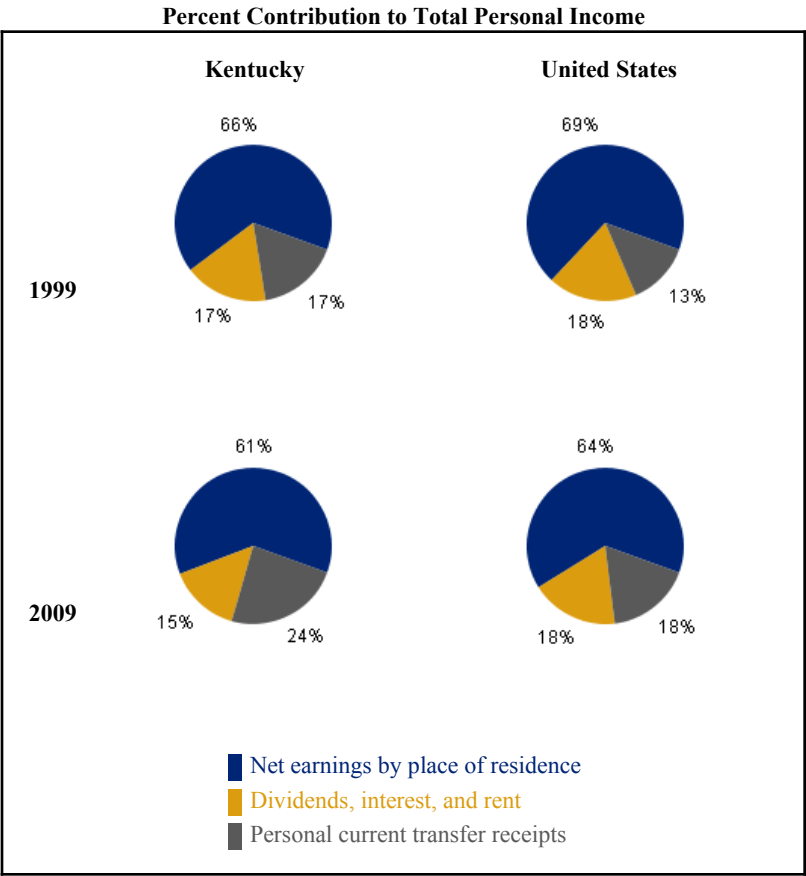 Percent Contribution to Total Personal Income
Kentucky
United States
66%
69%
1999
17%
17%
18%
13%
61%
64%
2009
15%
24%
18%
18%
Net earnings by place of residence
Dividends, interest, and rent
Personal current transfer receipts